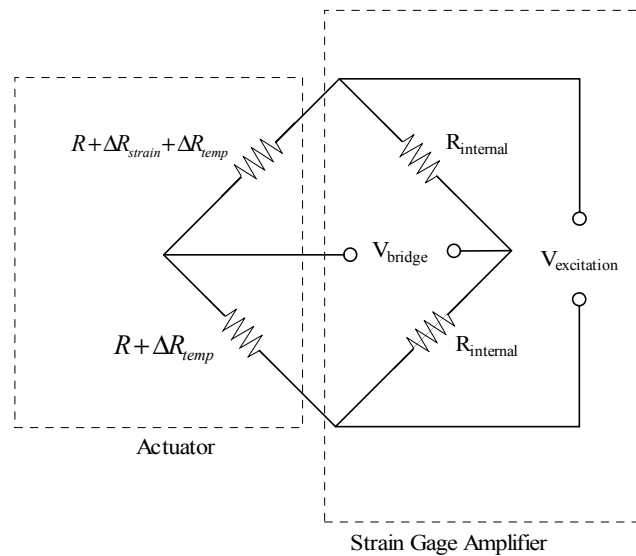 R+ΔR_strain+ΔR_temp
R_internal
V_bridge
V_excitation
R+ΔR_temp
R_internal
Actuator
Strain Gage Amplifier